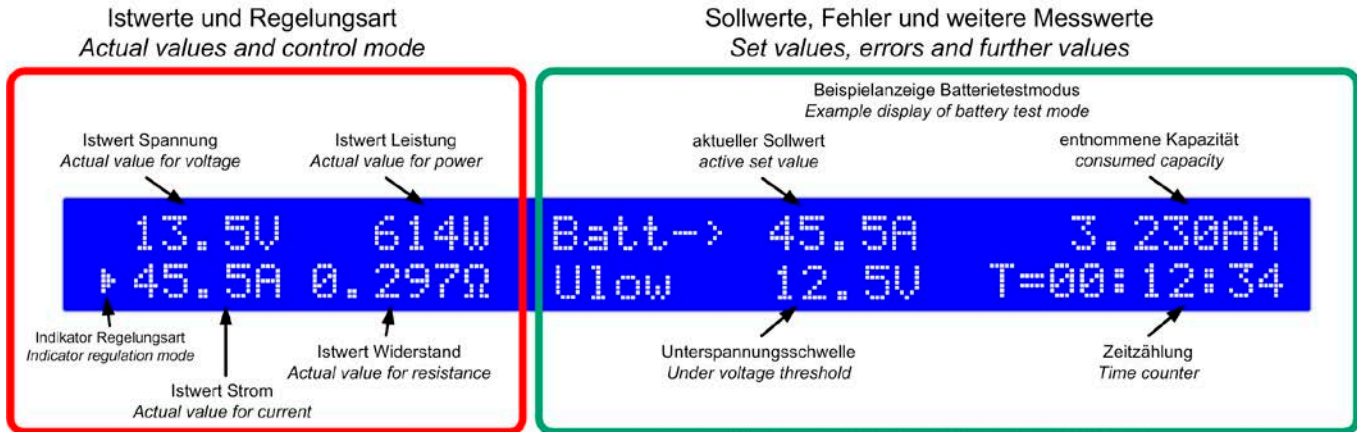 Istwerte und Regelungsart
Actual values and control mode
Sollwerte, Fehler und weitere Messwerte
Set values, errors and further values
Beispielanzeige Batterietestmodus
Example display of battery test mode
Istwert Spannung
Actual value for voltage
Istwert Leistung
Actual value for power
aktueller Sollwert
active set value
entnommene Kapazität
consumed capacity
13.5V 614W Batt-> 45.5A 3.230Ah
45.5A 0.297Ω Ulow 12.5V T=00:12:34
Indikator Regelungsart
Indicator regulation mode
Istwert Strom
Actual value for current
Istwert Widerstand
Actual value for resistance
Unterspannungsschwelle
Under voltage threshold
Zeitzählung
Time counter